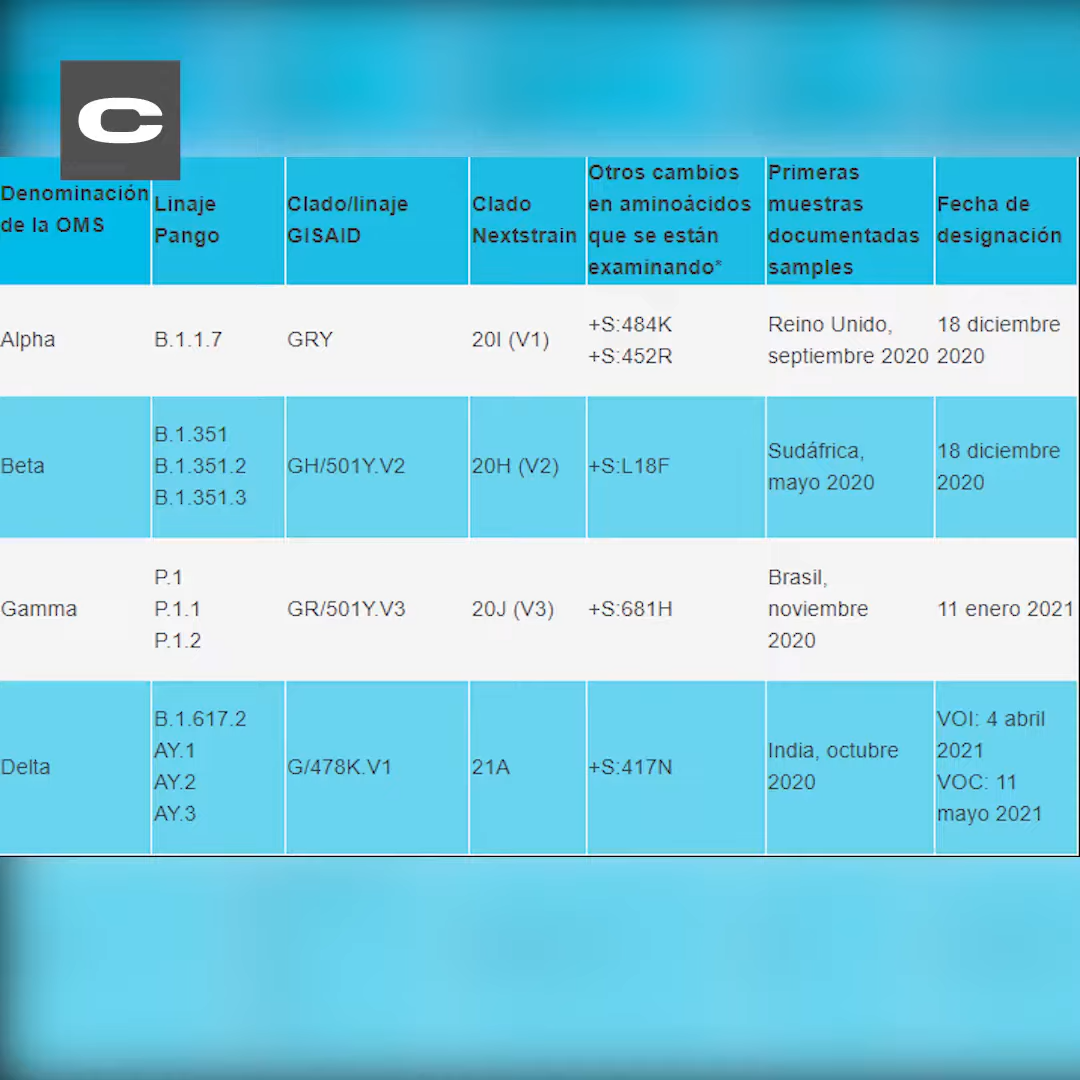 C
Denominación
de la OMS
Linaje
Pango
Clado/linaje
GISAID
Clado
Nextstrain
Otros cambios
en aminoácidos
que se están
examinando*
Primeras
muestras
documentadas
samples
Fecha de
designación
Alpha
B.1.1.7
GRY
20I (V1)
+S:484K
+S:452R
Reino Unido,
septiembre 2020
18 diciembre
2020
Beta
B.1.351
B.1.351.2
B.1.351.3
GH/501Y.V2
20H (V2)
+S:L18F
Sudáfrica,
mayo 2020
18 diciembre
2020
Gamma
P.1
P.1.1
P.1.2
GR/501Y.V3
20J (V3)
+S:681H
Brasil,
noviembre
2020
11 enero 2021
Delta
B.1.617.2
AY.1
AY.2
AY.3
G/478K.V1
21A
+S:417N
India, octubre
2020
VOI: 4 abril
2021
VOC: 11
mayo 2021